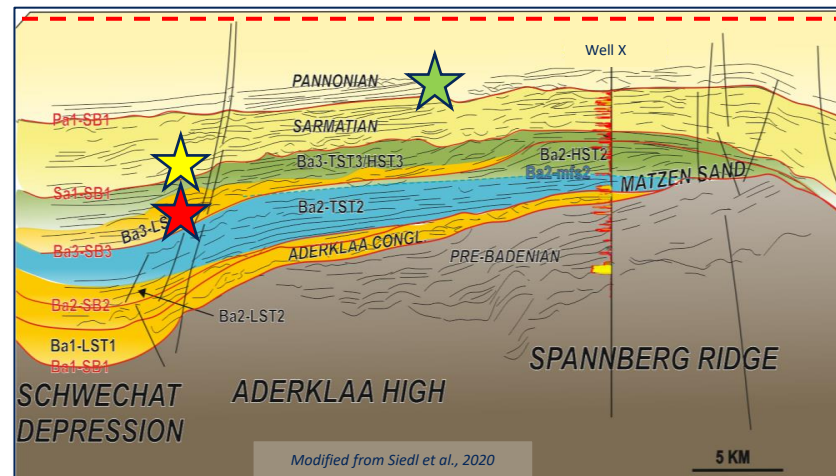 Well X
PANNONIAN
Pa1-SB1
SARMATIAN
Ba3-TST3/HST3
Ba2-HST2
Ba2-mfs2
MATZEN SAND
Sa1-SB1
Ba2-TST2
Ba3-SB3
ADERKLAA CONGL.
PRE-BADENIAN
Ba2-SB2
Ba2-LST2
Ba1-LST1
Ba1-SB1
SPANNBERG RIDGE
SCHWECHAT
DEPRESSION
ADERKLAA HIGH
Modified from Siedl et al., 2020
5 KM